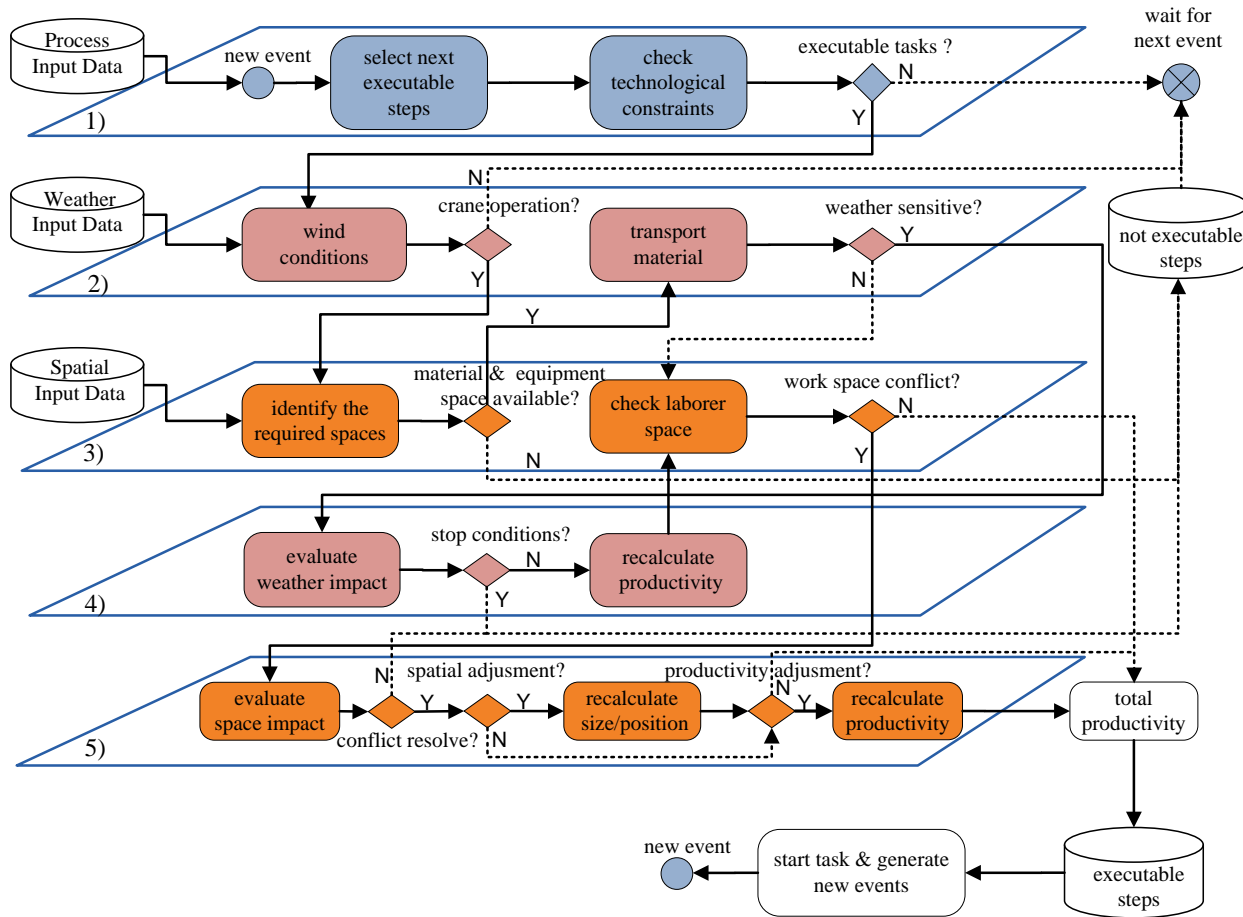 Process
Input Data
new event
select next
executable
steps
check
technological
constraints
executable tasks ?
N
Y
wait for
next event
1)
Weather
Input Data
wind
conditions
N
crane operation?
Y
transport
material
weather sensitive?
Y
N
not executable
steps
2)
Y
Spatial
Input Data
identify the
required spaces
material & equipment
space available?
N
check laborer
space
work space conflict?
N
Y
3)
evaluate
weather impact
stop conditions?
N
Y
recalculate
productivity
4)
evaluate
space impact
N
Y
conflict resolve?
spatial adjusment?
Y
N
recalculate
size/position
productivity adjusment?
N
Y
recalculate
productivity
total
productivity
5)
new event
start task & generate
new events
executable
steps